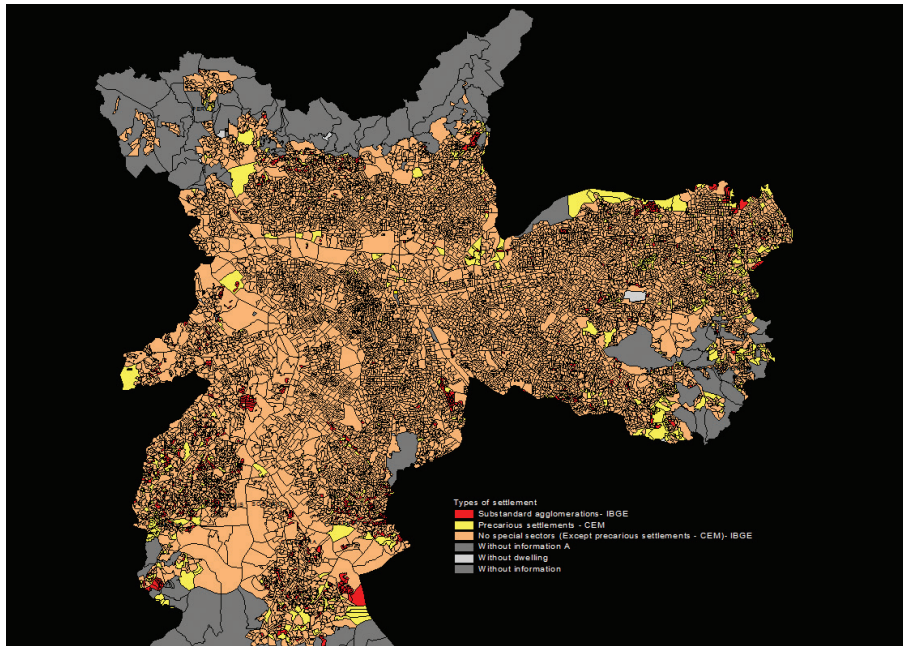 Types of settlement
Substandard agglomerations- IBGE
Precarious settlements - CEM
No special sectors (Except precarious settlements - CEM)- IBGE
Without information A
Without dwelling
Without information